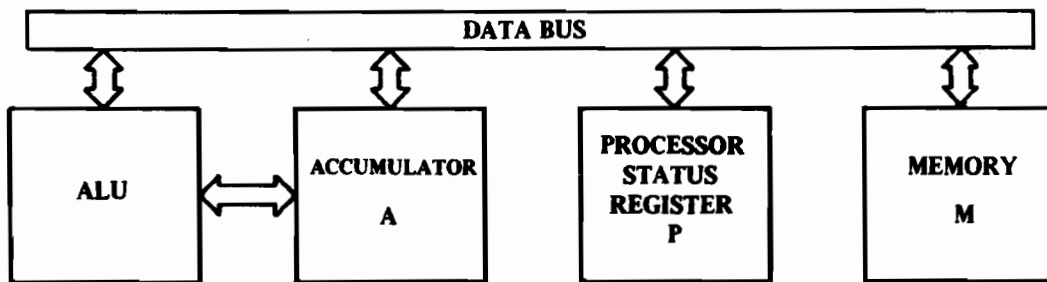 DATA BUS
ALU
ACCUMULATOR
A
PROCESSOR
STATUS
REGISTER
P
MEMORY
M